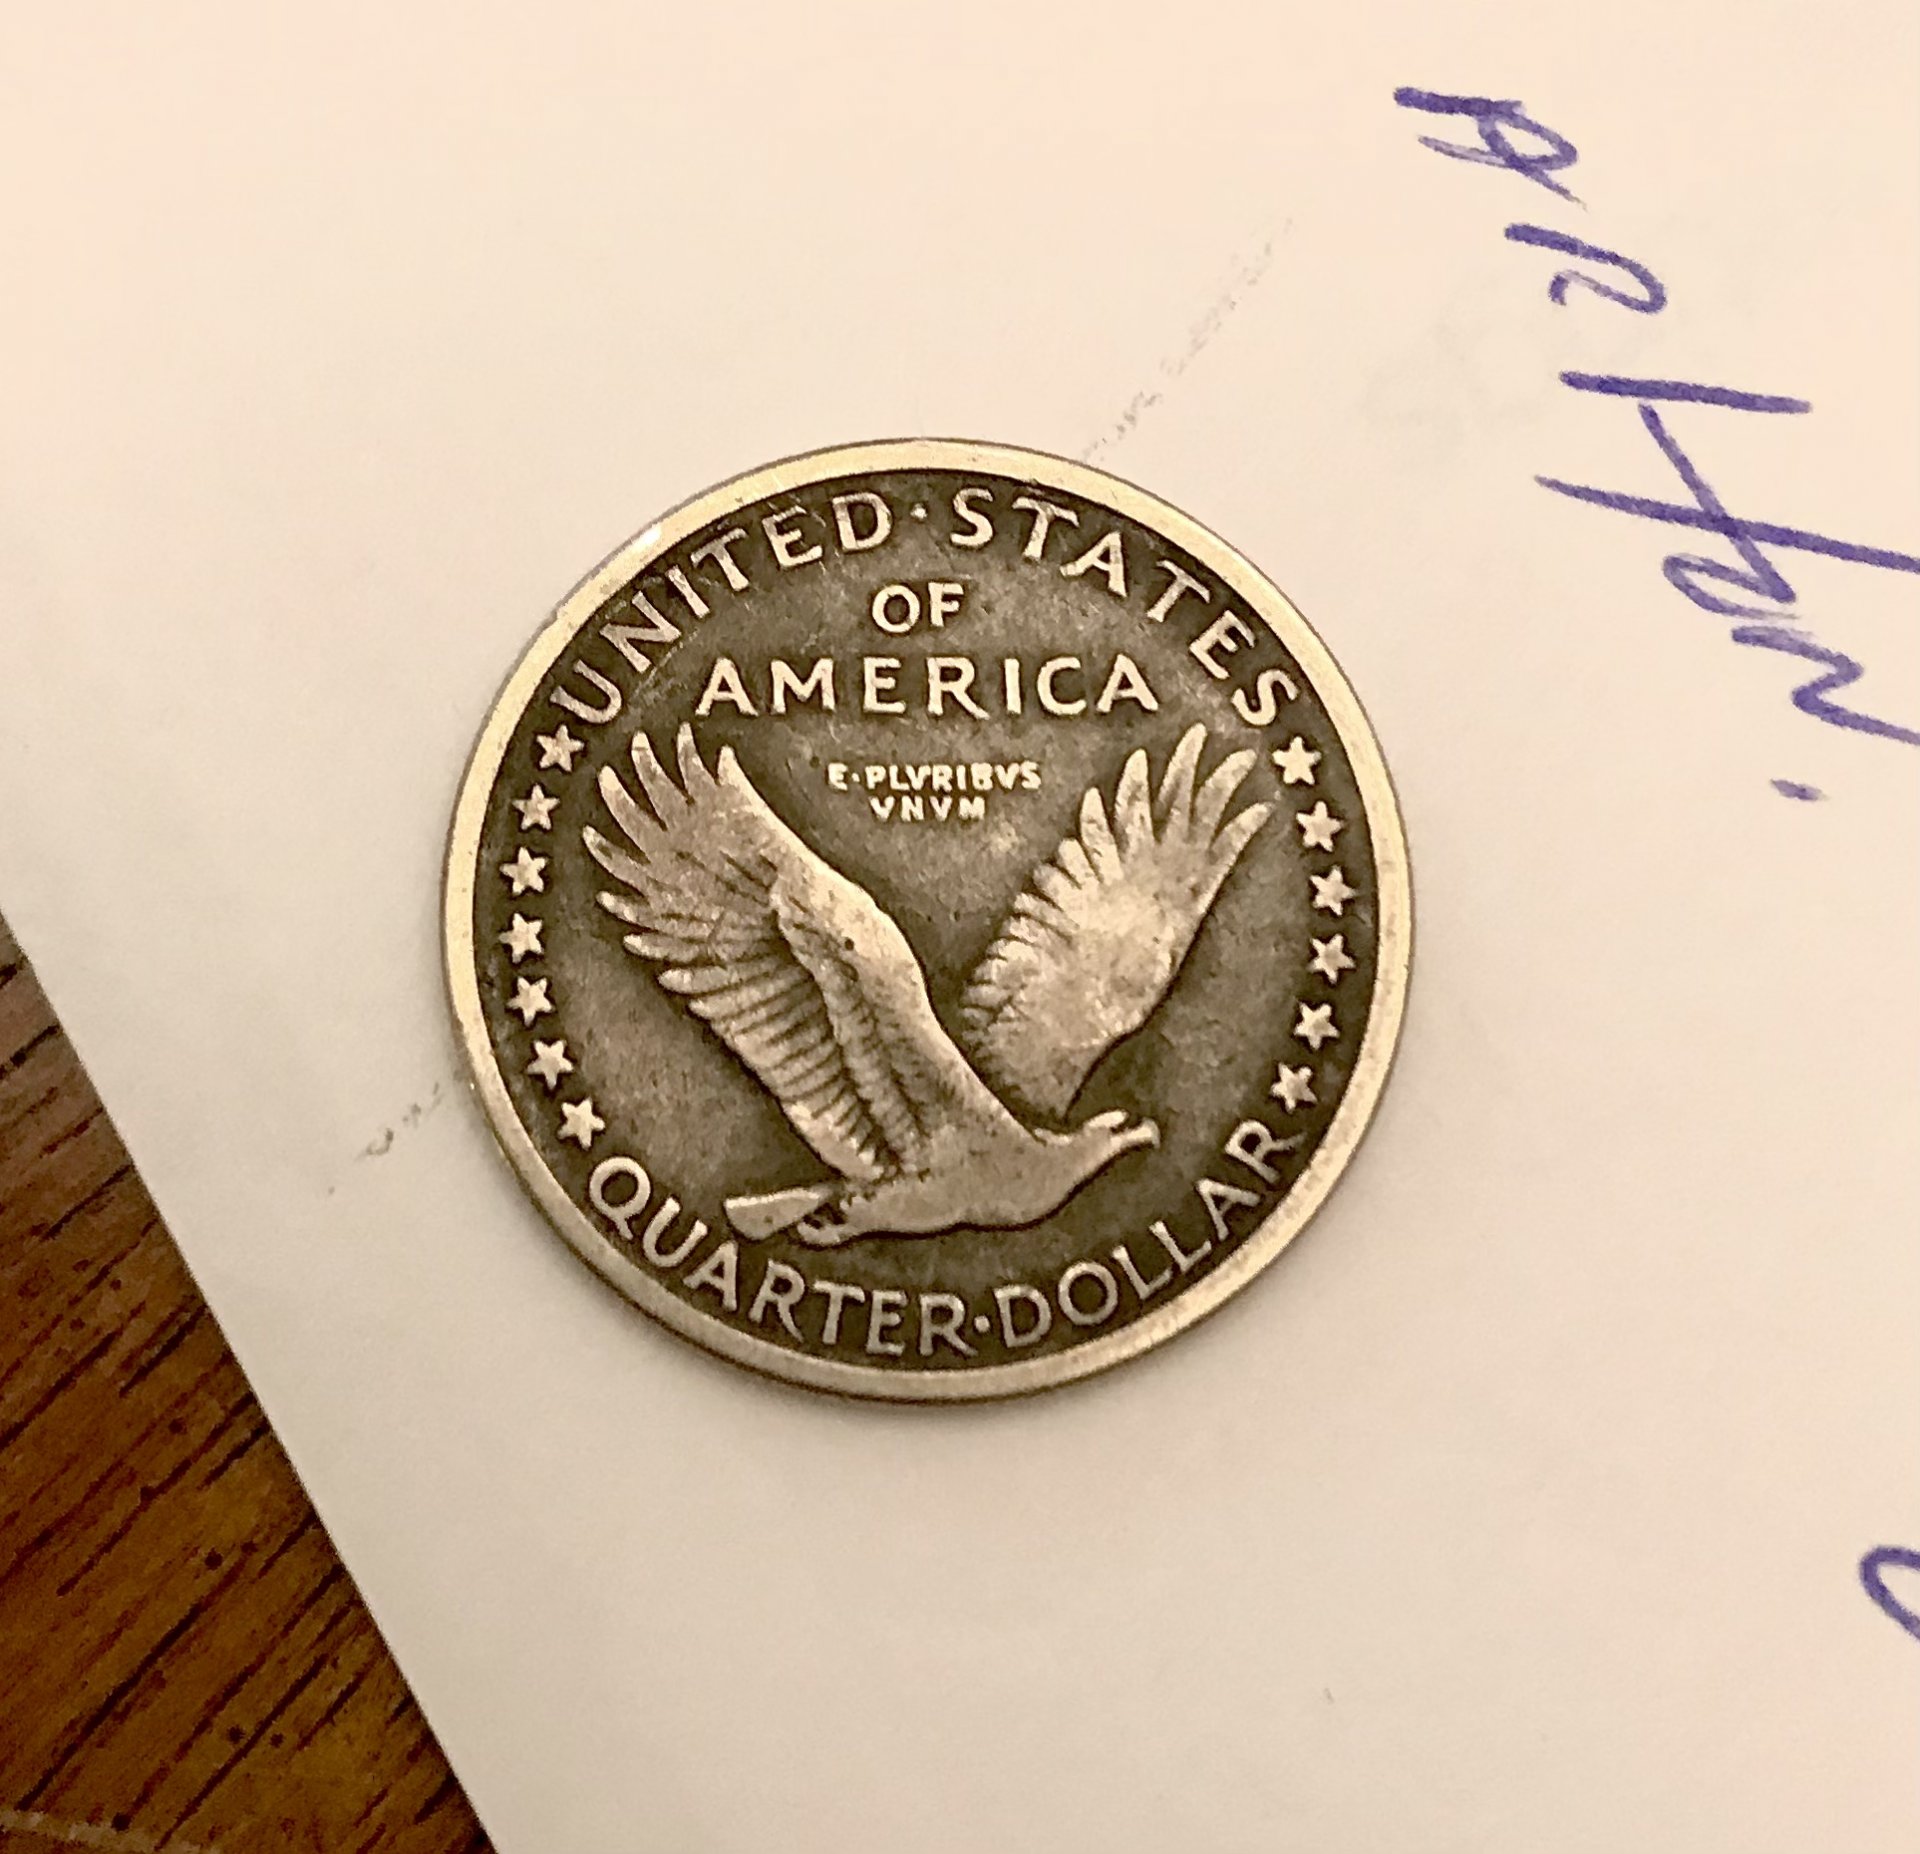 UNITED·STATES
OF
AMERICA
E·PLVRIBVS
VNVM
QUARTER·DOLLAR